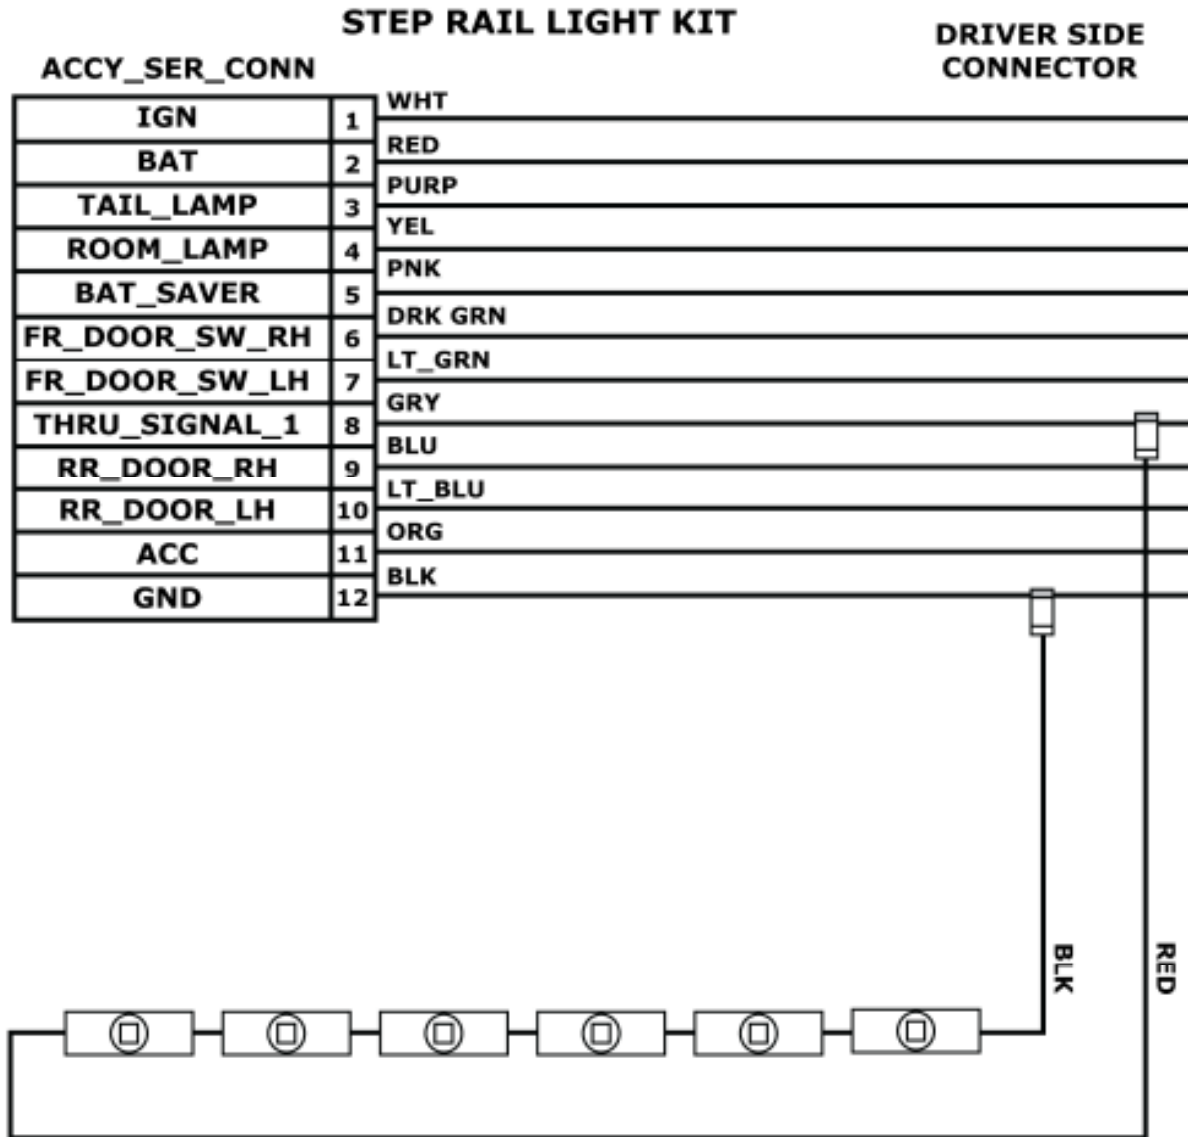 STEP RAIL LIGHT KIT
DRIVER SIDE
CONNECTOR
ACCY_SER_CONN
IGN 1 WHT
BAT 2 RED
TAIL_LAMP 3 PURP
ROOM_LAMP 4 YEL
BAT_SAVER 5 PNK
FR_DOOR_SW_RH 6 DRK GRN
FR_DOOR_SW_LH 7 LT_GRN
THRU_SIGNAL_1 8 GRY
RR_DOOR_RH 9 BLU
RR_DOOR_LH 10 LT_BLU
ACC 11 ORG
GND 12 BLK
BLK
RED